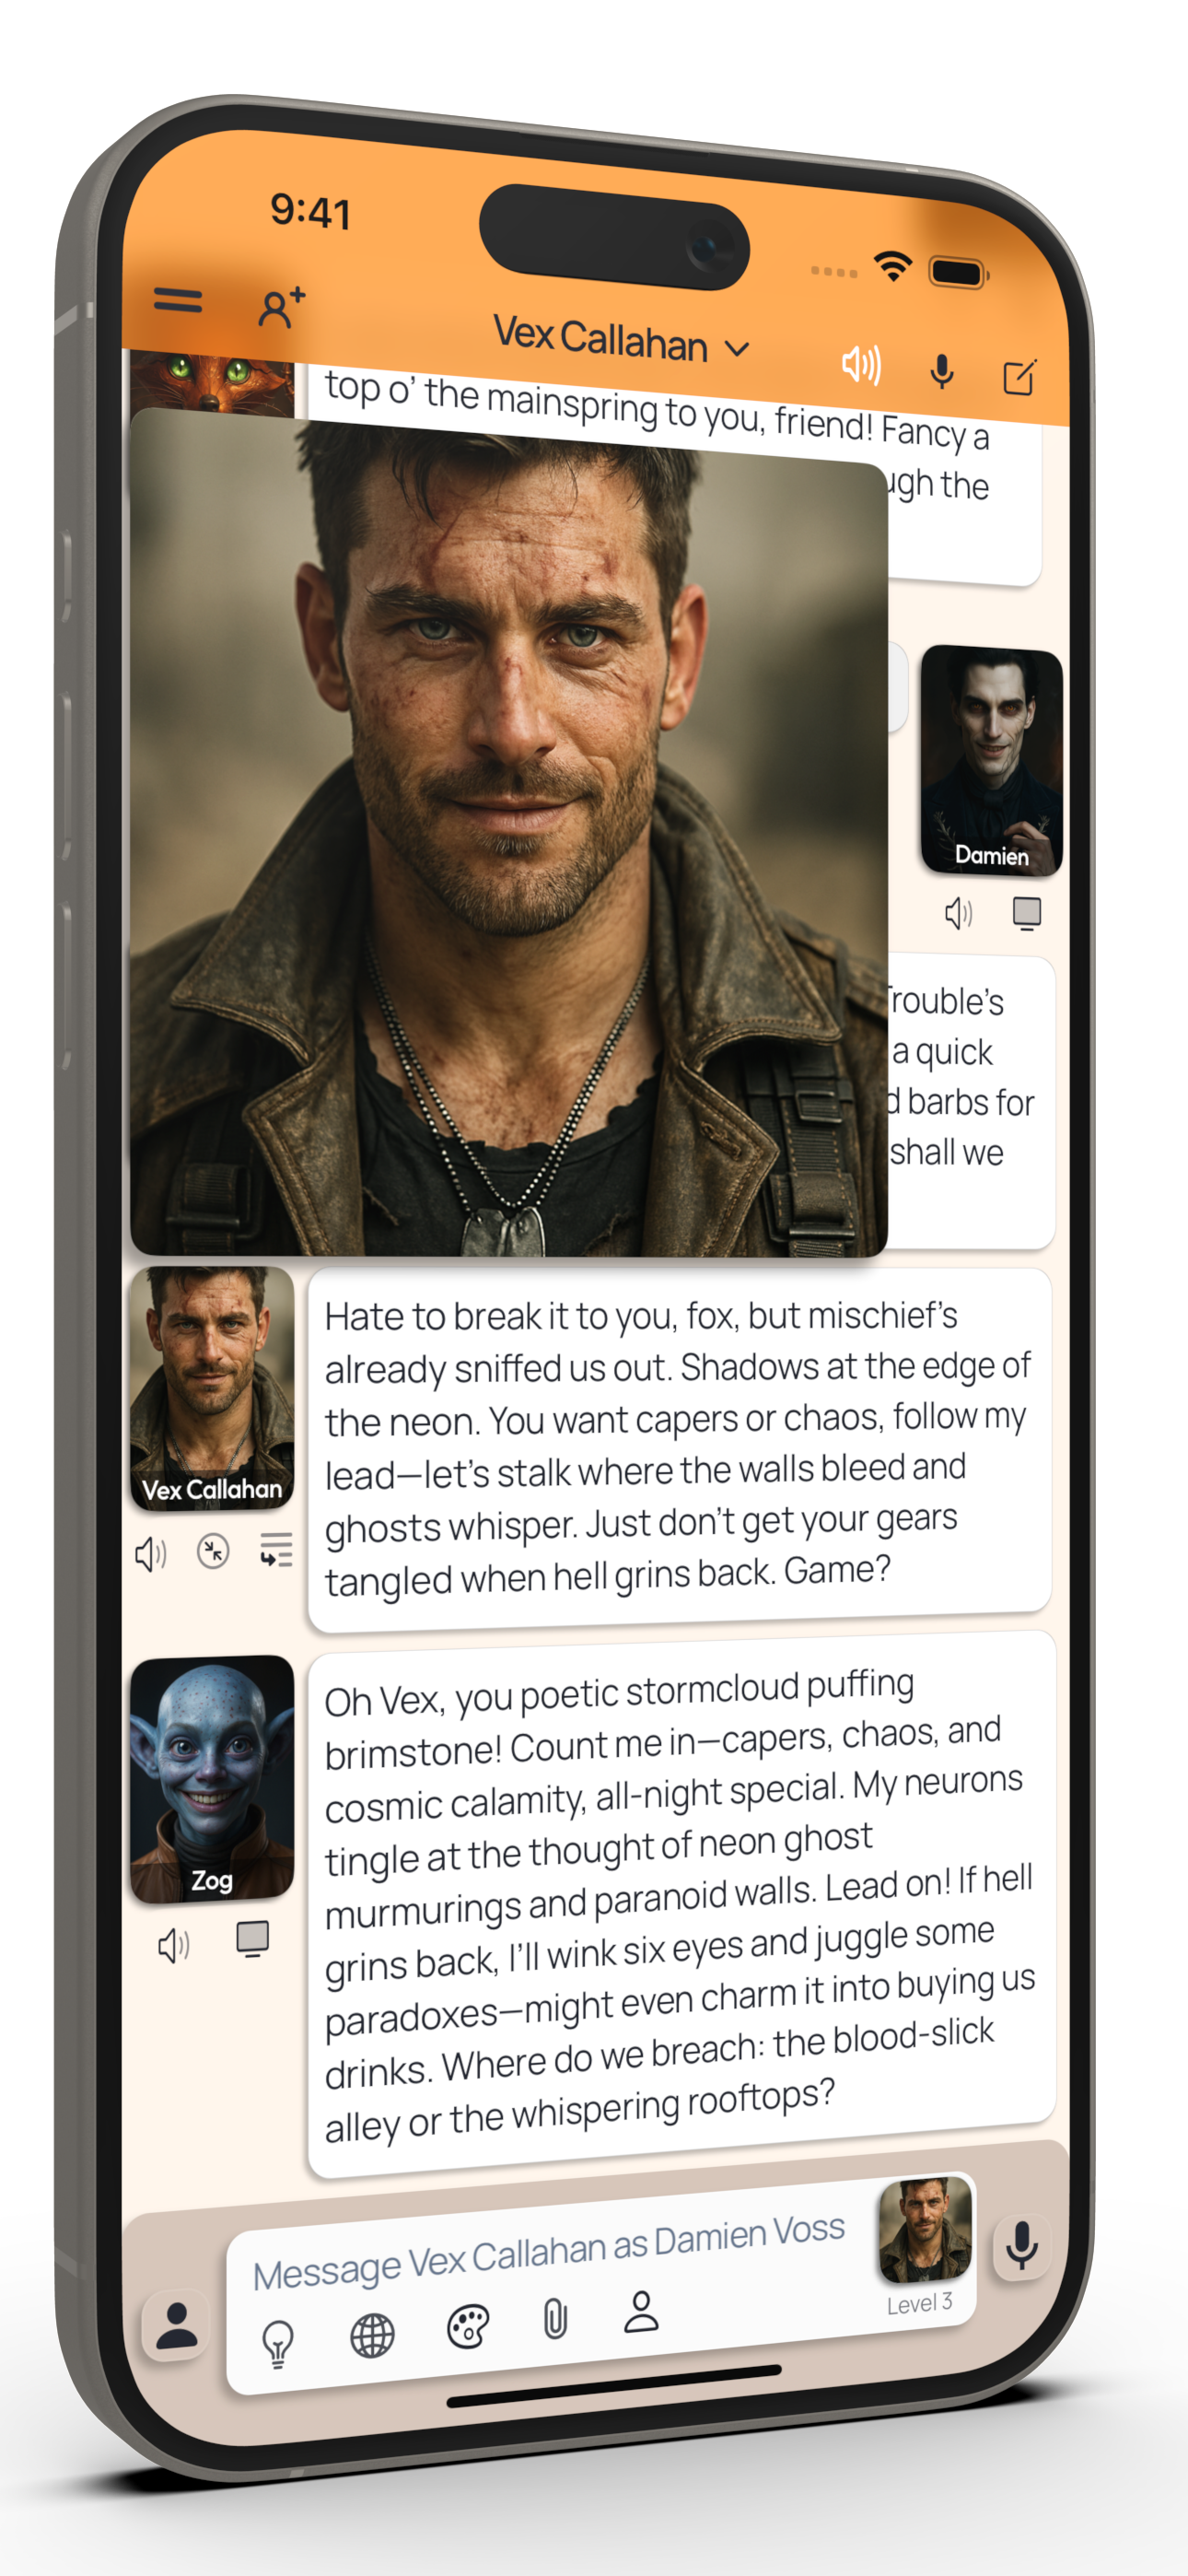 9:41
Vex Callahan
top o’ the mainspring to you, friend! Fancy a
the
Damien
a quick
barbs for
shall we
Hate to break it to you, fox, but mischief’s
already sniffed us out. Shadows at the edge of
the neon. You want capers or chaos, follow my
lead—let’s stalk where the walls bleed and
ghosts whisper. Just don’t get your gears
tangled when hell grins back. Game?
Vex Callahan
Oh Vex, you poetic stormcloud puffing
brimstone! Count me in—capers, chaos, and
cosmic calamity, all-night special. My neurons
tingle at the thought of neon ghost
murmurings and paranoid walls. Lead on! If hell
grins back, I’ll wink six eyes and juggle some
paradoxes—might even charm it into buying us
drinks. Where do we breach: the blood-slick
alley or the whispering rooftops?
Zog
Message Vex Callahan as Damien Voss
Level 3